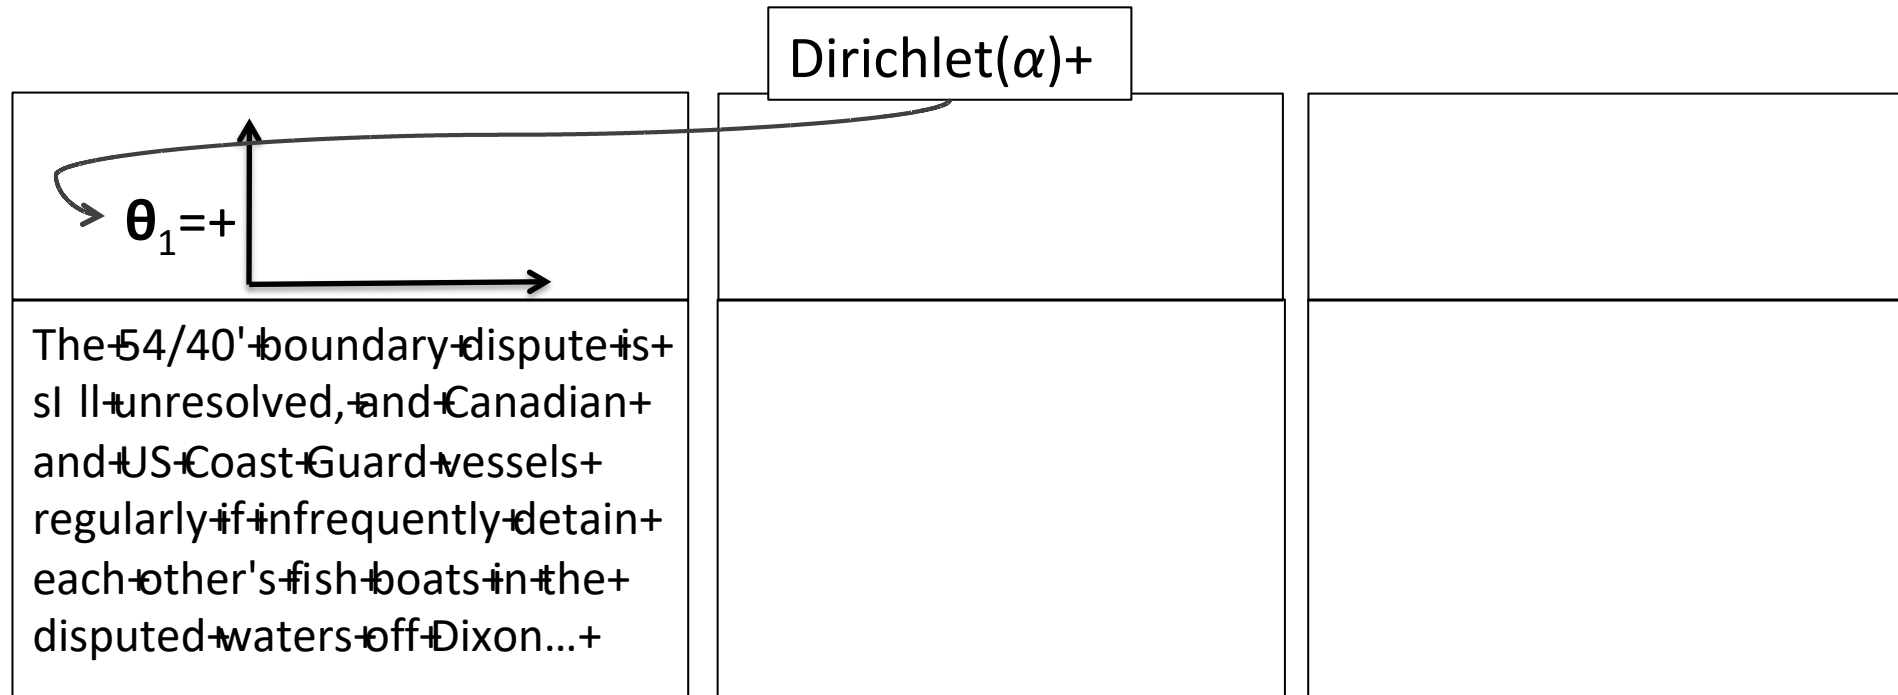 Dirichlet(α)+
θ1=+
The+54/40'+boundary+dispute+is+
sI ll+unresolved,+and+Canadian+
and+US+Coast+Guard+vessels+
regularly+if+infrequently+detain+
each+other's+fish+boats+in+the+
disputed+waters+off+Dixon…+